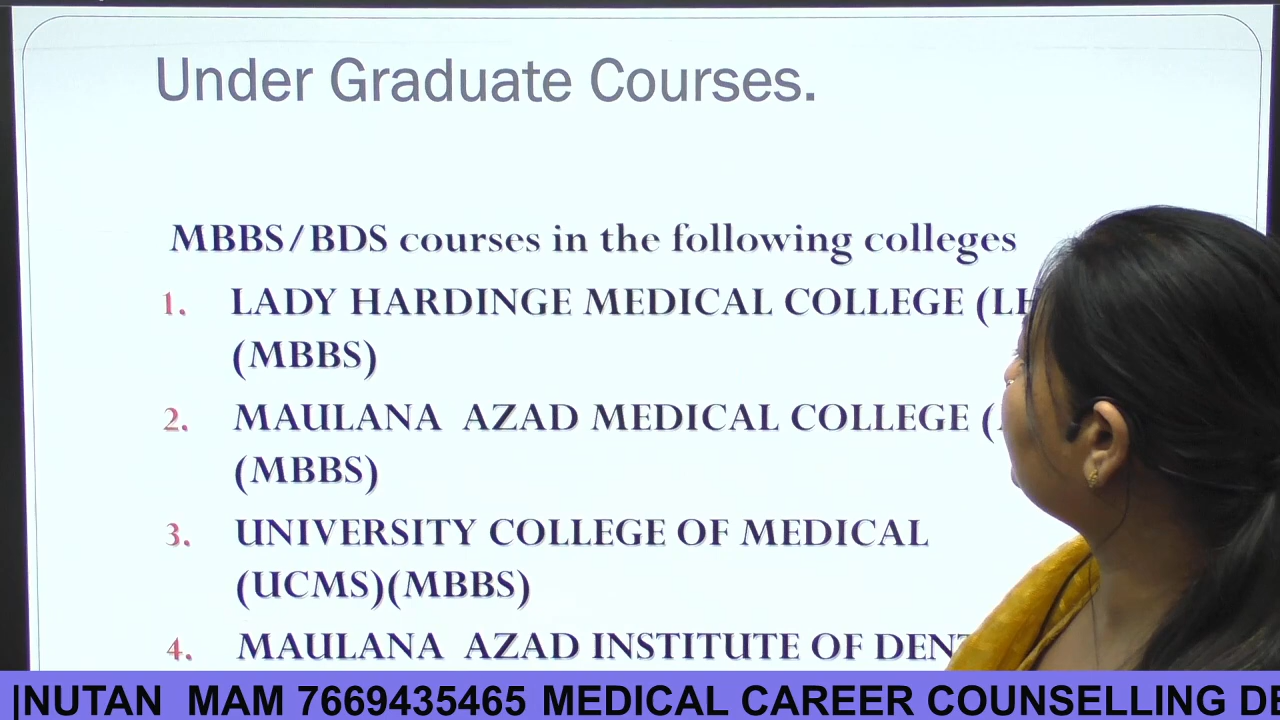 Under Graduate Courses.
MBBS/BDS courses in the following colleges
1. LADY HARDINGE MEDICAL COLLEGE
(MBBS)
2. MAULANA AZAD MEDICAL COLLEGE
(MBBS)
3. UNIVERSITY COLLEGE OF MEDICAL
(UCMS)(MBBS)
4. MAULANA AZAD INSTITUTE OF
|NUTAN MAM 7669435465 MEDICAL CAREER COUNSELLING